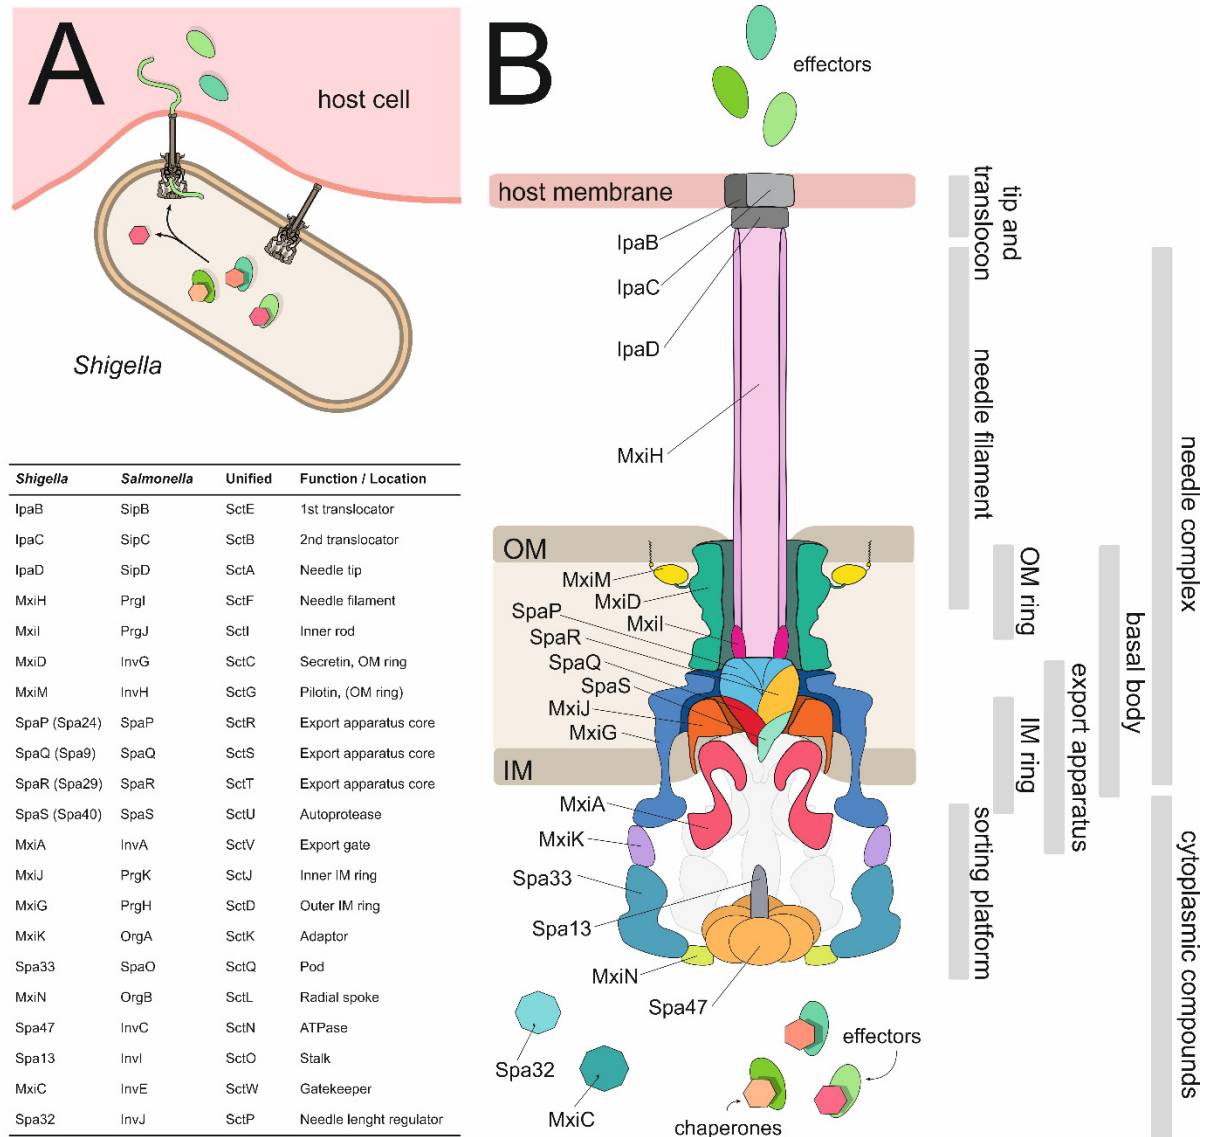 A
host cell
Shigella
Shigella Salmonella Unified Function / Location
IpaB SipB SctE 1st translocator
IpaC SipC SctB 2nd translocator
IpaD SipD SctA Needle tip
MxiH PrgI SctF Needle filament
MxiI PrgJ SctI Inner rod
MxiD InvG SctC Secretin, OM ring
MxiM InvH SctG Pilotin, (OM ring)
SpaP (Spa24) SpaP SctR Export apparatus core
SpaQ (Spa9) SpaQ SctS Export apparatus core
SpaR (Spa29) SpaR SctT Export apparatus core
SpaS (Spa40) SpaS SctU Autoprotease
MxiA InvA SctV Export gate
MxiJ PrgK SctJ Inner IM ring
MxiG PrgH SctD Outer IM ring
MxiK OrgA SctK Adaptor
Spa33 SpaO SctQ Pod
MxiN OrgB SctL Radial spoke
Spa47 InvC SctN ATPase
Spa13 InvI SctO Stalk
MxiC InvE SctW Gatekeeper
Spa32 InvJ SctP Needle lenght regulator
B
effectors
host membrane
IpaB
IpaC
IpaD
MxiH
OM
MxiM
MxiD
MxiI
SpaP
SpaR
SpaQ
SpaS
MxiJ
MxiG
IM
MxiA
MxiK
Spa33
Spa13
MxiN
Spa47
Spa32
MxiC
effectors
chaperones
tip and
translocon
needle filament
OM ring
IM ring
sorting platform
export apparatus
basal body
needle complex
cytoplasmic compounds